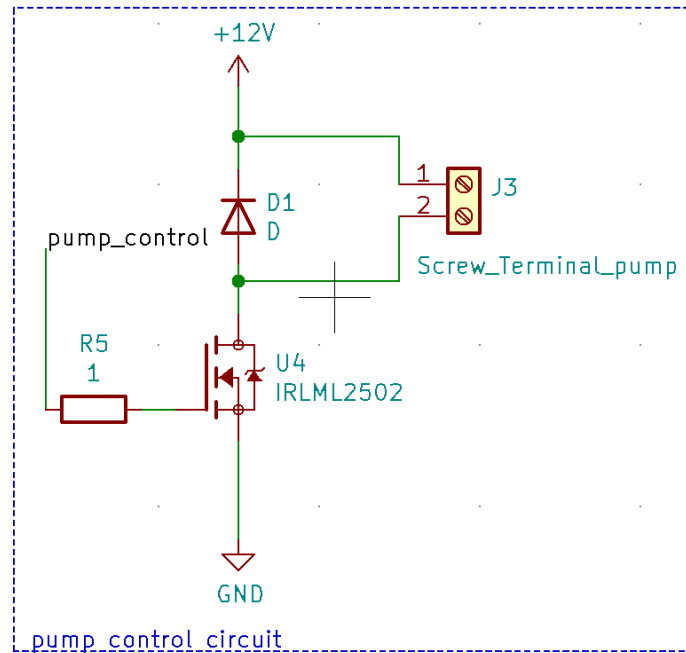 +12V
1
J3
2
D1
D
pump_control
Screw_Terminal_pump
R5
1
U4
IRLML2502
GND
pump control circuit